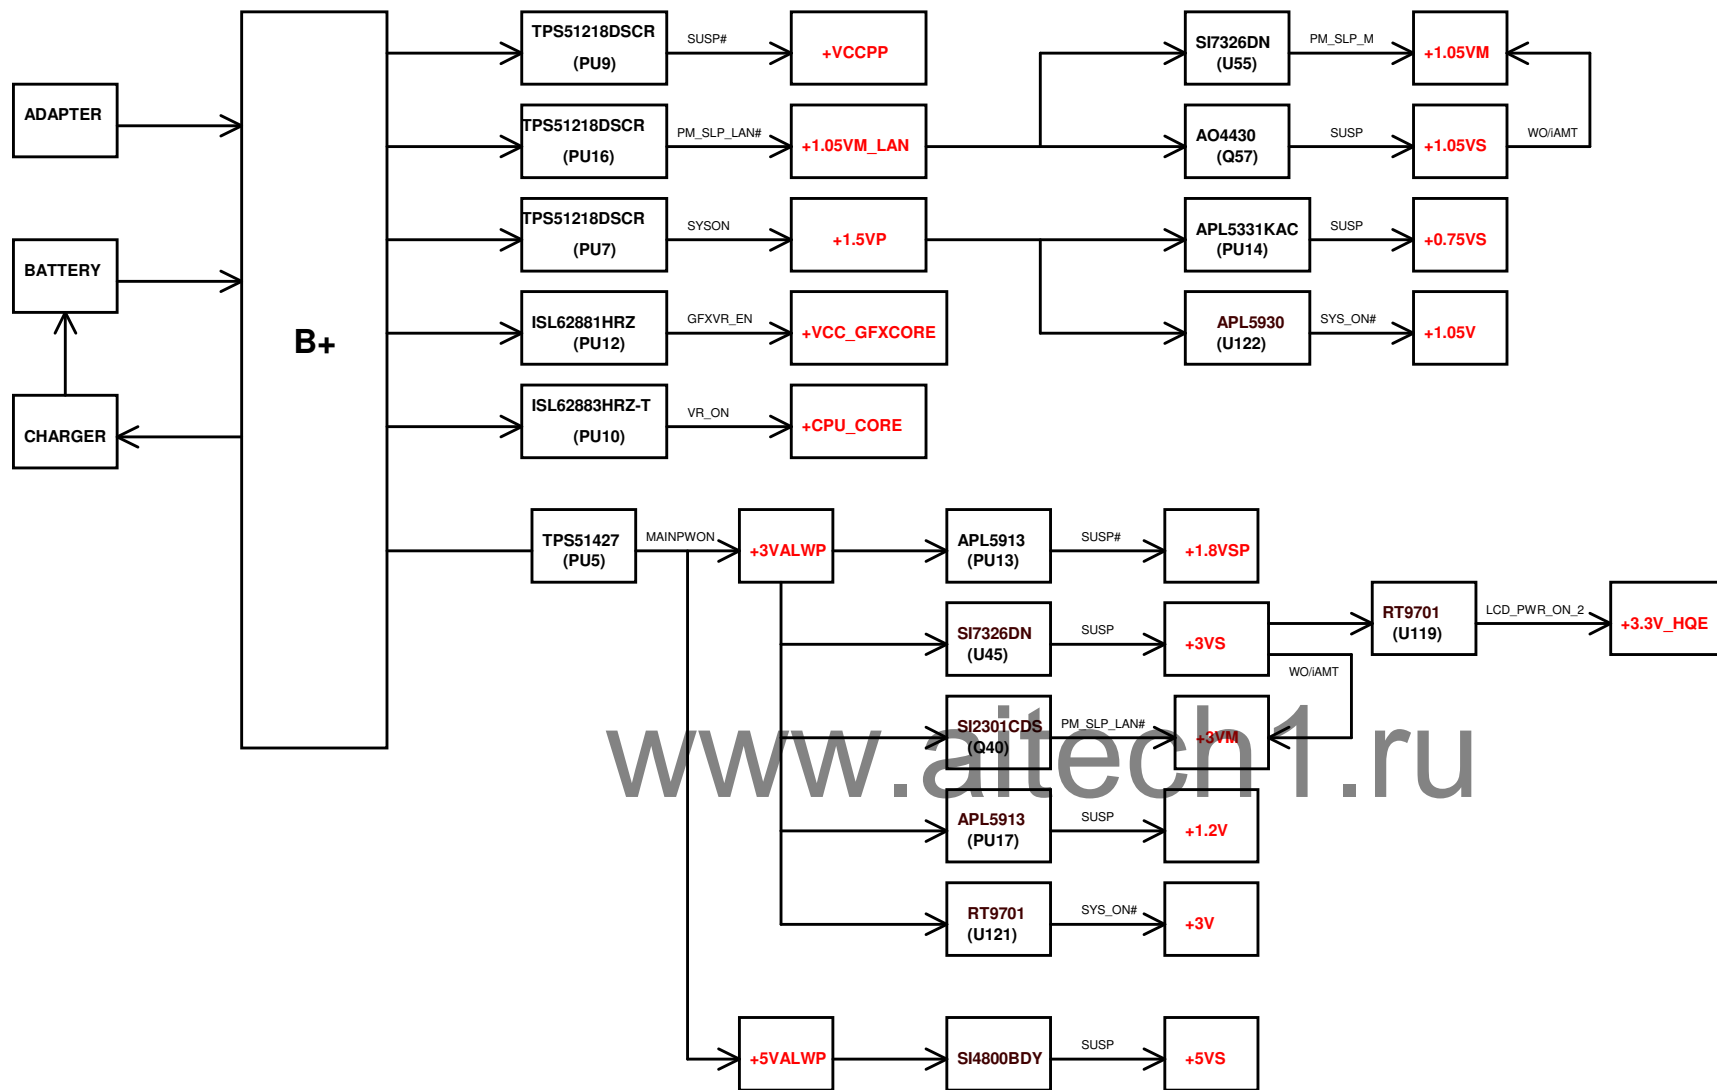 ADAPTER
BATTERY
CHARGER
B+
TPS51218DSCR
(PU9)
SUSP#
+VCCPP
TPS51218DSCR
(PU16)
PM_SLP_LAN#
+1.05VM_LAN
SI7326DN
(U55)
PM_SLP_M
+1.05VM
AO4430
(Q57)
SUSP
+1.05VS
WO/iAMT
TPS51218DSCR
(PU7)
SYSON
+1.5VP
APL5331KAC
(PU14)
SUSP
+0.75VS
APL5930
(U122)
SYS_ON#
+1.05V
ISL62881HRZ
(PU12)
GFXVR_EN
+VCC_GFXCORE
ISL62883HRZ-T
(PU10)
VR_ON
+CPU_CORE
TPS51427
(PU5)
MAINPWON
+3VALWP
APL5913
(PU13)
SUSP#
+1.8VSP
SI7326DN
(U45)
SUSP
+3VS
RT9701
(U119)
LCD_PWR_ON_2
+3.3V_HQE
WO/iAMT
SI2301CDS
(Q40)
PM_SLP_LAN#
+3VM
www.aitech1.ru
APL5913
(PU17)
SUSP
+1.2V
RT9701
(U121)
SYS_ON#
+3V
+5VALWP
SI4800BDY
SUSP
+5VS